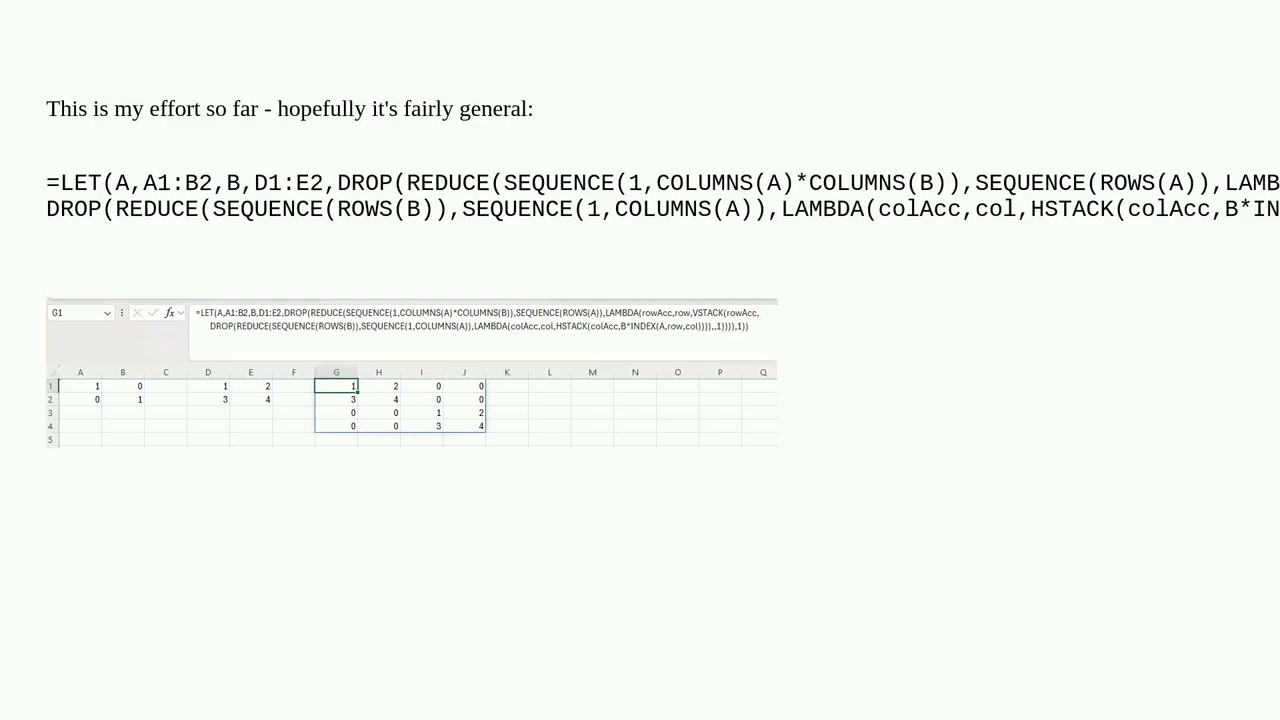 This is my effort so far - hopefully it's fairly general:
=LET(A,A1:B2,B,D1:E2,DROP(REDUCE(SEQUENCE(1,COLUMNS(A)*COLUMNS(B)),SEQUENCE(ROWS(A)),LAMB
DROP(REDUCE(SEQUENCE(ROWS(B)),SEQUENCE(1,COLUMNS(A)),LAMBDA(colAcc,col,HSTACK(colAcc,B*IN
G1 fx =LET(A,A1:B2,B,D1:E2,DROP(REDUCE(SEQUENCE(1,COLUMNS(A)*COLUMNS(B)),SEQUENCE(ROWS(A)),LAMBDA(rowAcc,row,VSTACK(rowAcc,
DROP(REDUCE(SEQUENCE(ROWS(B)),SEQUENCE(1,COLUMNS(A)),LAMBDA(colAcc,col,HSTACK(colAcc,B*INDEX(A,row,col)))),,1)))),1))
A B C D E F G H I J K L M N O P Q
1 1 0 1 2 1 2 0 0
2 0 1 3 4 3 4 0 0
3 0 0 1 2
4 0 0 3 4
5